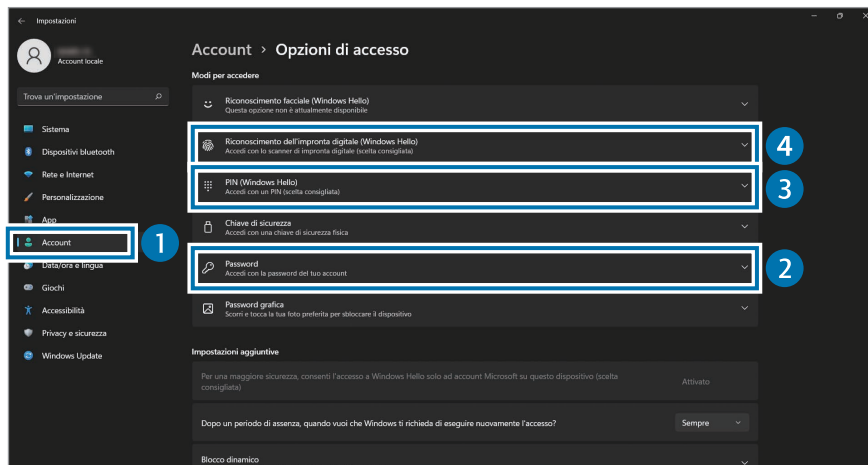 Impostazioni
Account locale
Trova un'impostazione
Sistema
Dispositivi bluetooth
Rete e Internet
Personalizzazione
App
Account
1
Data/ora e lingua
Giochi
Accessibilità
Privacy e sicurezza
Windows Update
Account > Opzioni di accesso
Modi per accedere
Riconoscimento facciale (Windows Hello)
Questa opzione non è attualmente disponibile
Riconoscimento dell'impronta digitale (Windows Hello)
Accedi con lo scanner di impronta digitale (scelta consigliata)
4
PIN (Windows Hello)
Accedi con un PIN (scelta consigliata)
3
Chiave di sicurezza
Accedi con una chiave di sicurezza fisica
Password
Accedi con la password del tuo account
2
Password grafica
Scorri e tocca la tua foto preferita per sbloccare il dispositivo
Impostazioni aggiuntive
Per una maggiore sicurezza, consenti l'accesso a Windows Hello solo ad account Microsoft su questo dispositivo (scelta
consigliata)
Attivato
Dopo un periodo di assenza, quando vuoi che Windows ti richieda di eseguire nuovamente l'accesso?
Sempre
Blocco dinamico